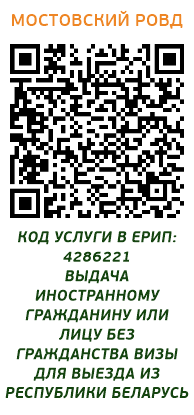 МОСТОВСКИЙ РОВД
КОД УСЛУГИ В ЕРИП:
4286221
ВЫДАЧА
ИНОСТРАННОМУ
ГРАЖДАНИНУ ИЛИ
ЛИЦУ БЕЗ
ГРАЖДАНСТВА ВИЗЫ
ДЛЯ ВЫЕЗДА ИЗ
РЕСПУБЛИКИ БЕЛАРУСЬ